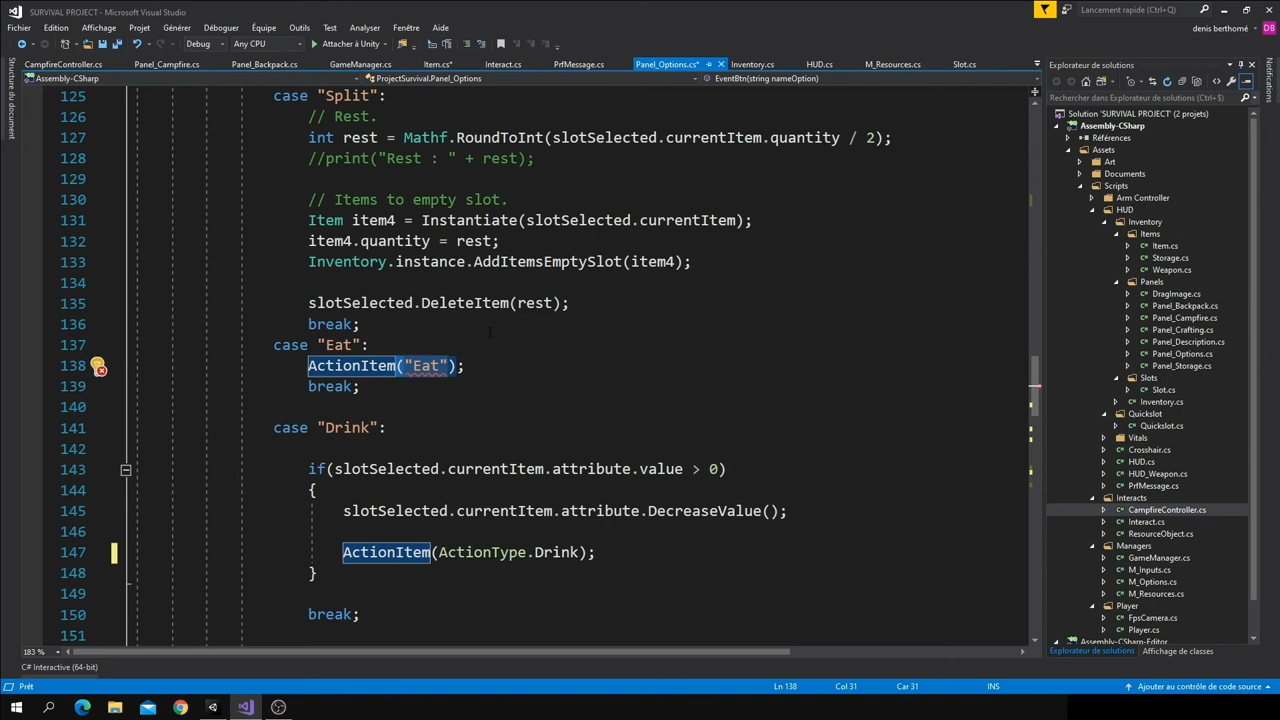 SURVIVAL PROJECT - Microsoft Visual Studio
Lancement rapide (Ctrl+Q)
Fichier Edition Affichage Projet Générer Déboguer Équipe Outils Test Analyser Fenêtre Aide
denis berthomé DB
Debug Any CPU Attacher à Unity
CampfireController.cs Panel_Campfire.cs Panel_Backpack.cs GameManager.cs Item.cs* Interact.cs PrfMessage.cs Panel_Options.cs* Inventory.cs* HUD.cs M_Resources.cs Slot.cs
Assembly-CSharp ProjectSurvival.Panel_Options EventBtn(string nameOption)
Structure du document
125 case "Split":
126 // Rest.
127 int rest = Mathf.RoundToInt(slotSelected.currentItem.quantity / 2);
128 //print("Rest : " + rest);
129
130 // Items to empty slot.
131 Item item4 = Instantiate(slotSelected.currentItem);
132 item4.quantity = rest;
133 Inventory.instance.AddItemsEmptySlot(item4);
134
135 slotSelected.DeleteItem(rest);
136 break;
137 case "Eat":
138 ActionItem("Eat");
139 break;
140
141 case "Drink":
142
143 if(slotSelected.currentItem.attribute.value > 0)
144 {
145 slotSelected.currentItem.attribute.DecreaseValue();
146
147 ActionItem(ActionType.Drink);
148 }
149
150 break;
151
183 %
C# Interactive (64-bit)
Explorateur de solutions
Rechercher dans Explorateur de solutions (Ctrl+$)
Solution 'SURVIVAL PROJECT' (2 projets)
Assembly-CSharp
Références
Assets
Art
Documents
Scripts
Arm Controller
HUD
Inventory
Items
Item.cs
Storage.cs
Weapon.cs
Panels
DragImage.cs
Panel_Backpack.cs
Panel_Campfire.cs
Panel_Crafting.cs
Panel_Description.cs
Panel_Options.cs
Panel_Storage.cs
Slots
Slot.cs
Inventory.cs
Quickslot
Quickslot.cs
Vitals
Crosshair.cs
HUD.cs
HUD_Weapon.cs
PrfMessage.cs
Interacts
CampfireController.cs
Interact.cs
ResourceObject.cs
Managers
GameManager.cs
M_Inputs.cs
M_Options.cs
M_Resources.cs
Player
FpsCamera.cs
Player.cs
Assembly-CSharp-Editor
Explorateur de solutions Affichage de classes
Notifications
Prêt Ln 138 Col 31 Car 31 INS Ajouter au contrôle de code source